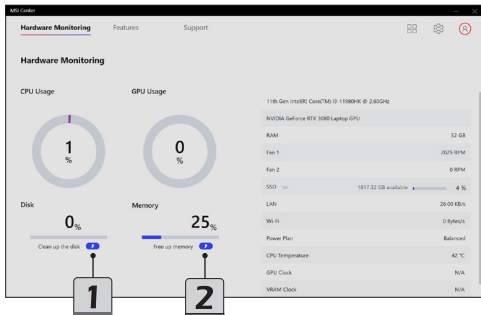 MSI Center
Hardware Monitoring
Features
Support
Hardware Monitoring
CPU Usage
GPU Usage
1
%
0
%
Disk
Memory
0%
25%
Clean up the disk
Free up memory
1
2
11th Gen Intel(R) Core(TM) i9-11980HK @ 2.60GHz
NVIDIA GeForce RTX 3080 Laptop GPU
RAM 32 GB
Fan 1 2025 RPM
Fan 2 0 RPM
SSD 1817.32 GB available 4 %
LAN 26.00 KB/s
Wi-Fi 0 Bytes/s
Power Plan Balanced
CPU Temperature 42 °C
GPU Clock N/A
VRAM Clock N/A